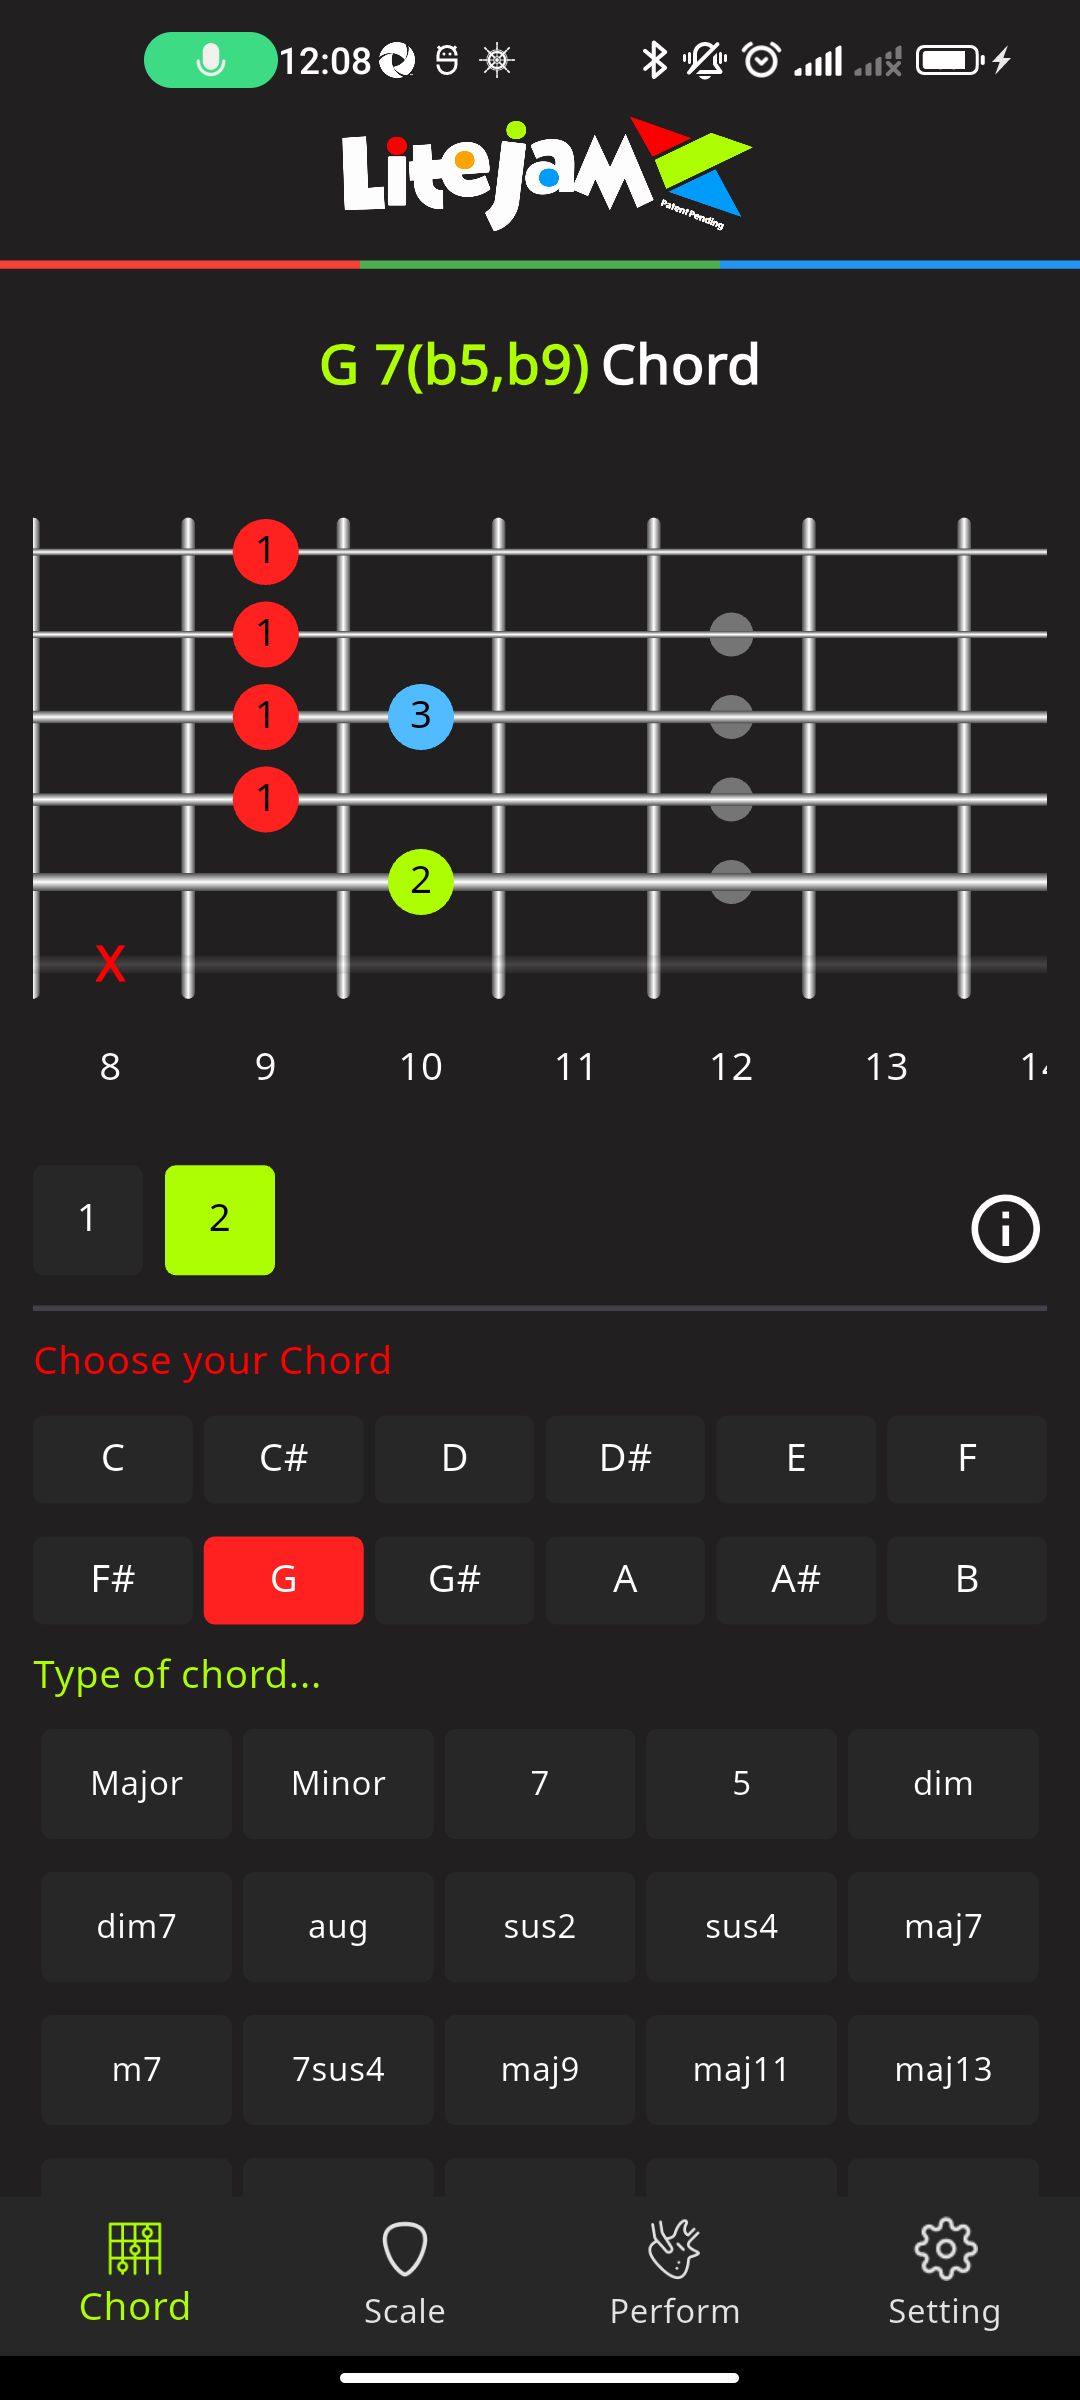 12:08
Litejam
Patent Pending
G 7(b5,b9) Chord
1
1
1 3
1
2
X
8 9 10 11 12 13 14
1 2
Choose your Chord
C C# D D# E F
F# G G# A A# B
Type of chord...
Major Minor 7 5 dim
dim7 aug sus2 sus4 maj7
m7 7sus4 maj9 maj11 maj13
Chord Scale Perform Setting